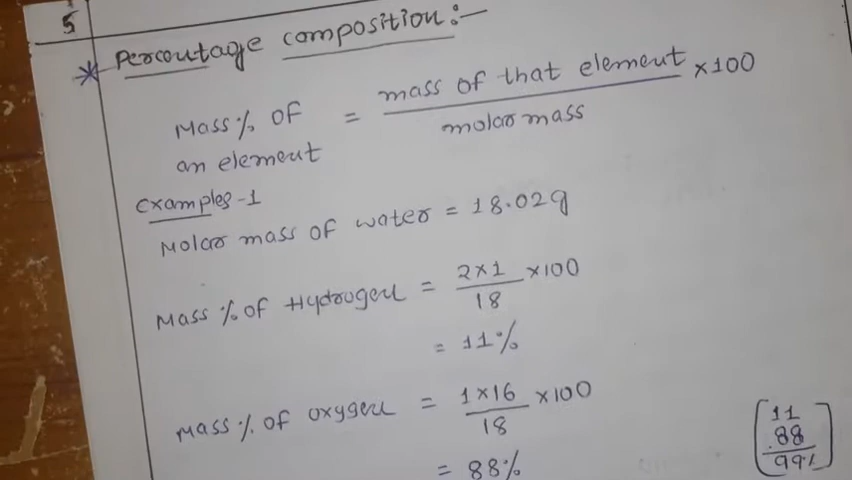 5
* Percentage composition:-
Mass % of an element = mass of that element / molar mass × 100
Examples-1
Molar mass of water = 18.02g
Mass % of Hydrogen = 2×1 / 18 ×100
= 11%
Mass % of oxygen = 1×16 / 18 ×100
= 88%
11
88
99%